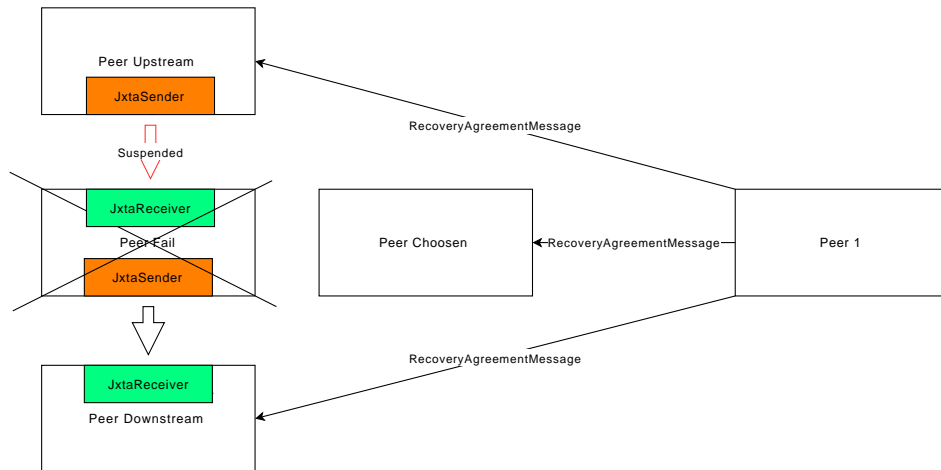 Peer Upstream
JxtaSender
RecoveryAgreementMessage
Suspended
JxtaReceiver
Peer Fail
JxtaSender
Peer Choosen
RecoveryAgreementMessage
Peer 1
RecoveryAgreementMessage
JxtaReceiver
Peer Downstream